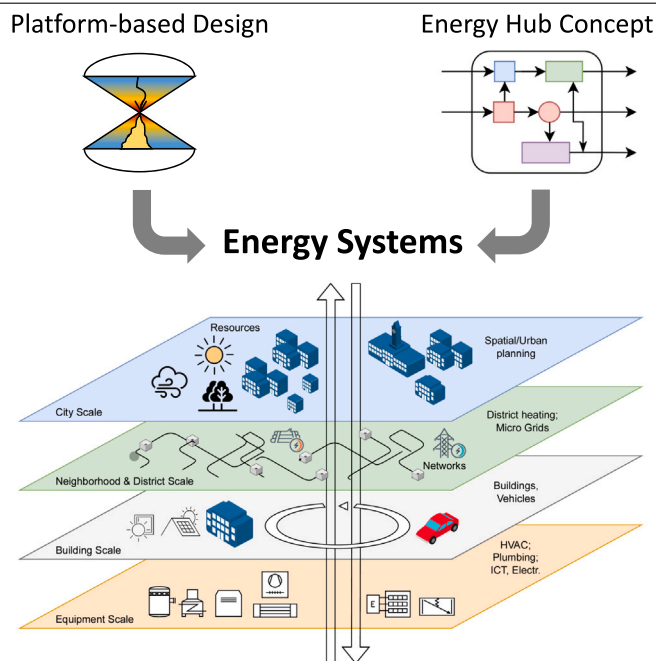 Platform-based Design
Energy Hub Concept
Energy Systems
Resources
Spatial/Urban
planning
City Scale
District heating;
Micro Grids
Networks
Neighborhood & District Scale
Buildings,
Vehicles
Building Scale
HVAC;
Plumbing;
ICT, Electr.
E
Equipment Scale